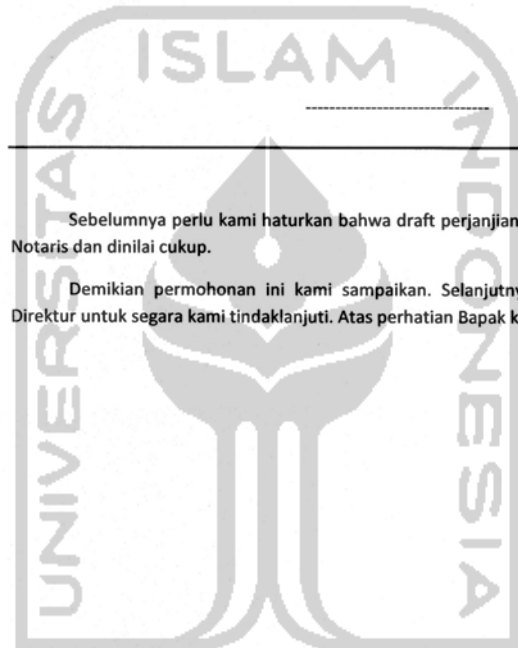 ISLAM
UNIVERSITAS
INDONESIA
Sebelumnya perlu kami haturkan bahwa draft perjanjian
Notaris dan dinilai cukup.
Demikian permohonan ini kami sampaikan. Selanjutny
Direktur untuk segara kami tindaklanjuti. Atas perhatian Bapak k